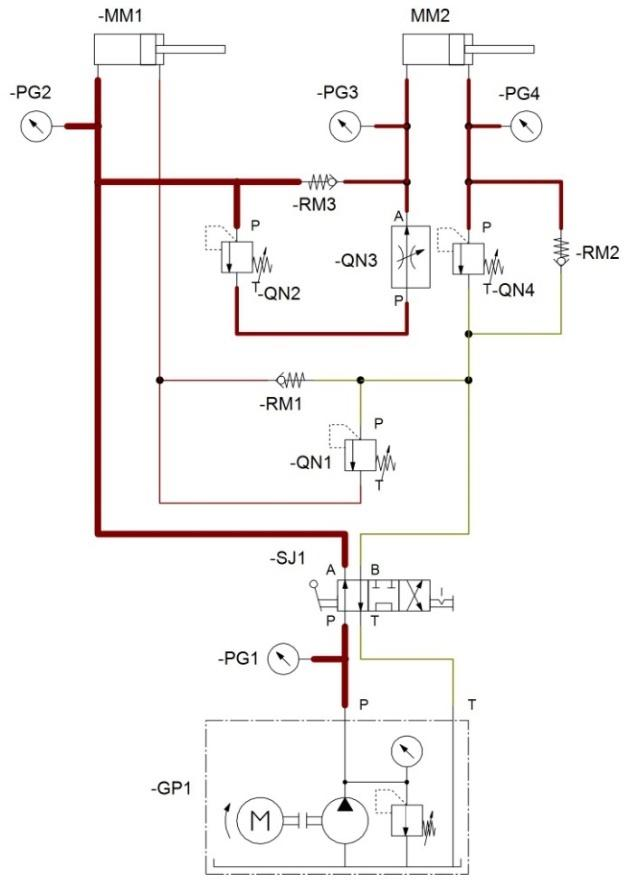 -MM1
MM2
-PG2
-PG3
-PG4
-RM3
P
A
P
-QN3
-RM2
T
-QN2
T
-QN4
P
-RM1
P
-QN1
T
-SJ1
A
B
P
T
-PG1
P
T
-GP1
M